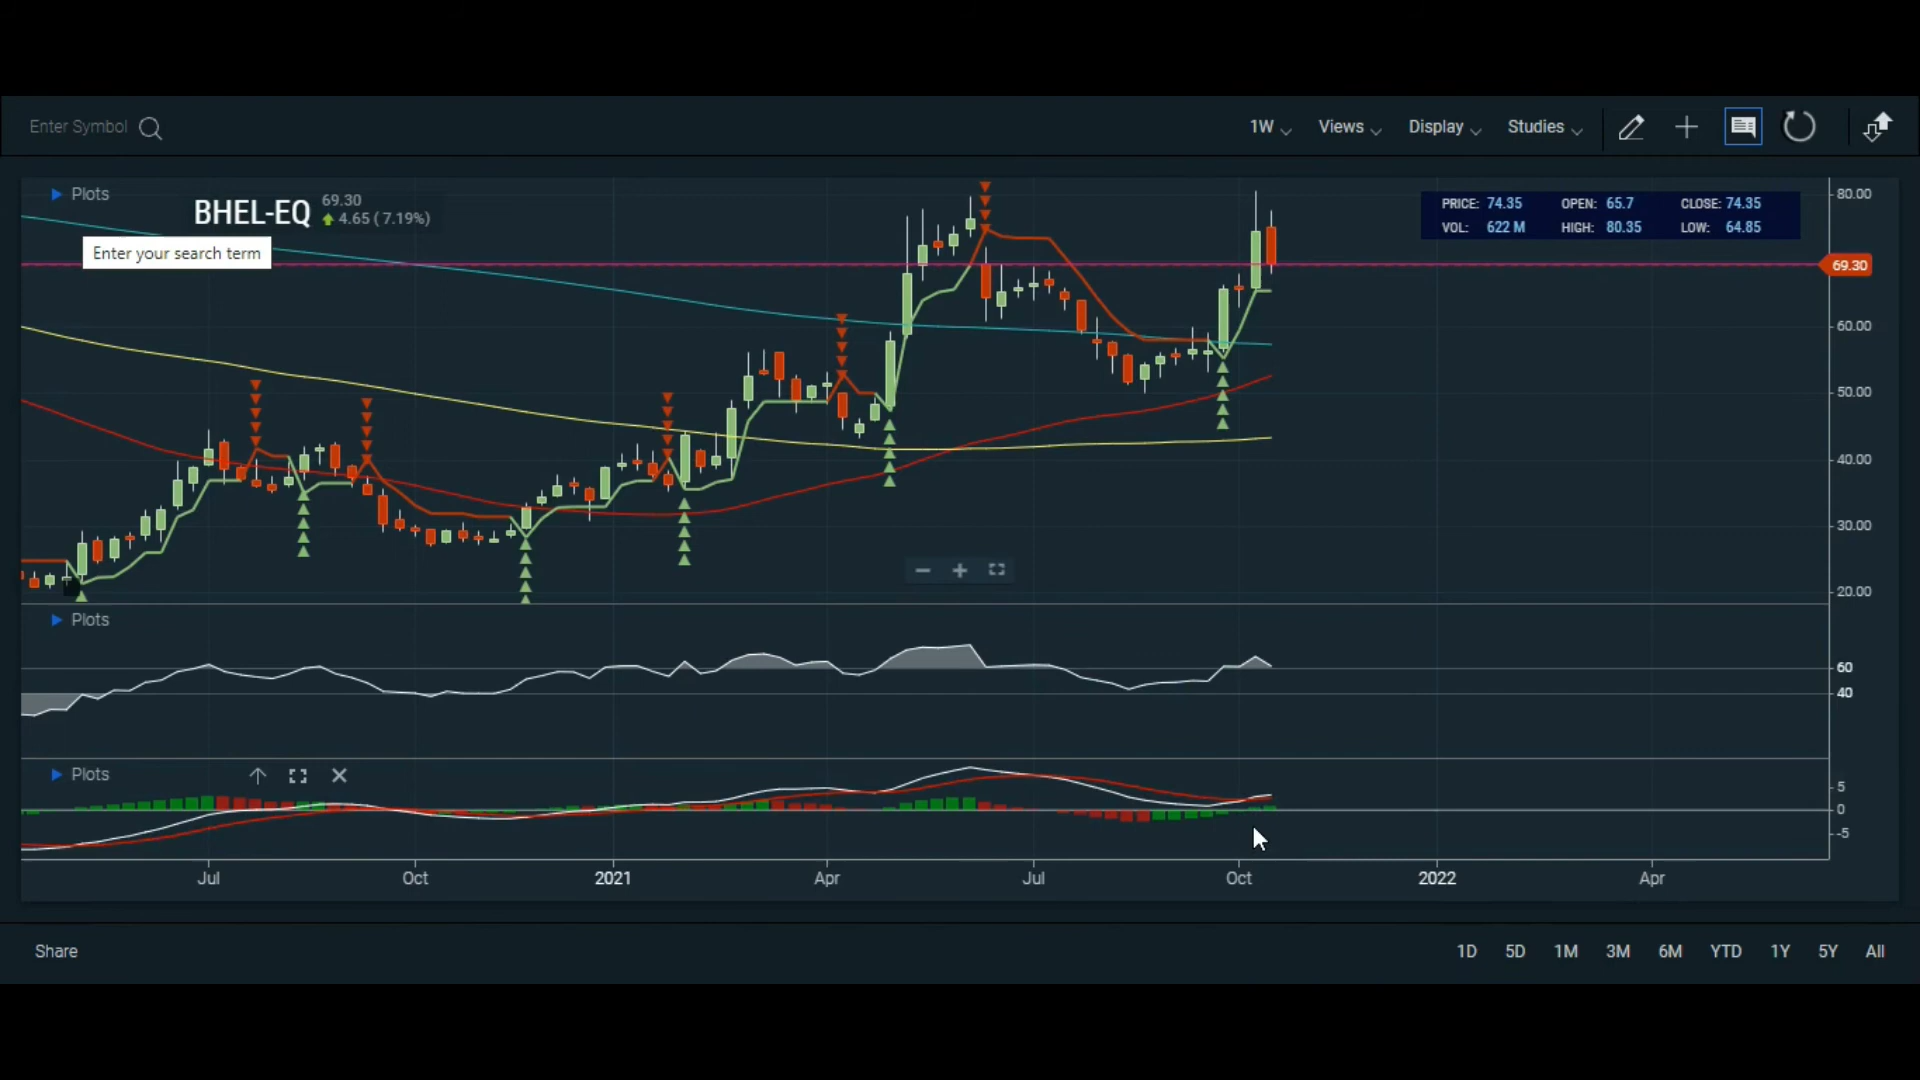 Enter Symbol
1W Views Display Studies
Plots
BHEL-EQ 69.30
4.65 (7.19%)
Enter your search term
PRICE: 74.35 OPEN: 65.7 CLOSE: 74.35
VOL: 622 M HIGH: 80.35 LOW: 64.85
80.00
69.30
60.00
50.00
40.00
30.00
20.00
Plots
60
40
Plots
5
0
-5
Jul Oct 2021 Apr Jul Oct 2022 Apr
Share 1D 5D 1M 3M 6M YTD 1Y 5Y All